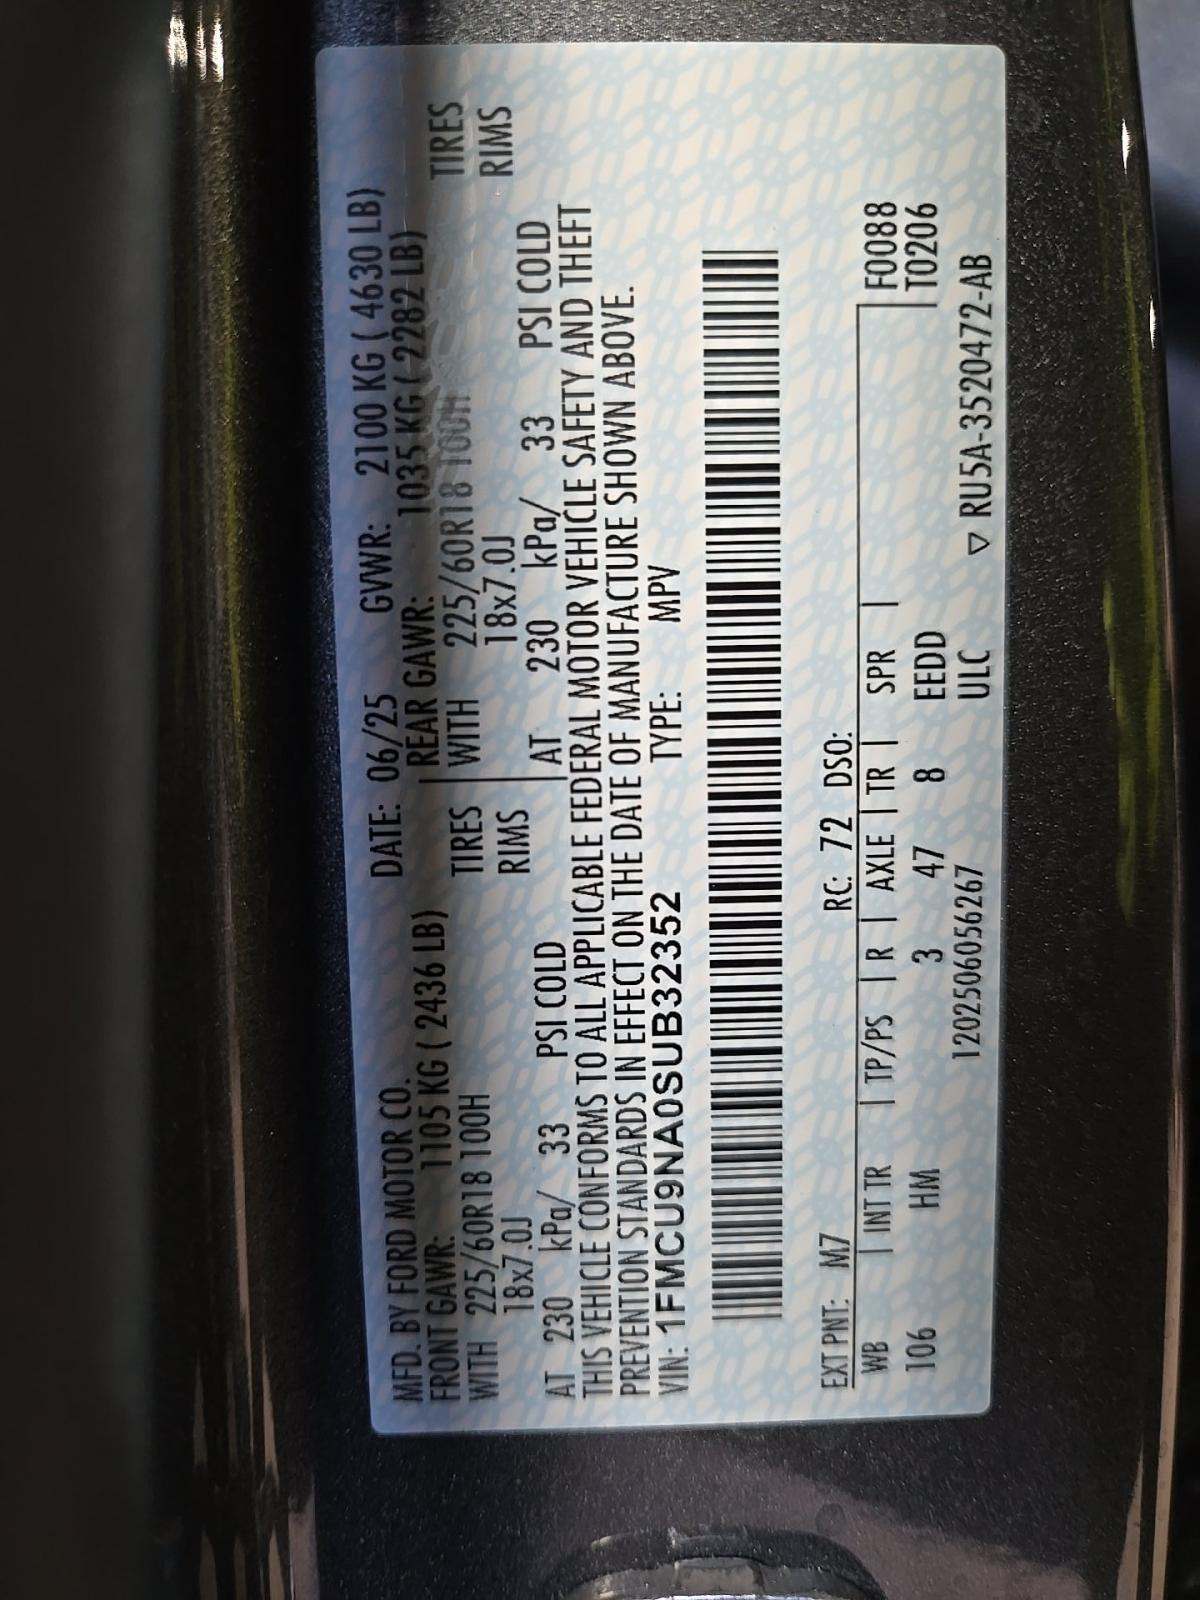 MFD. BY FORD MOTOR CO. DATE: 06/25 GVWR: 2100 KG ( 4630 LB)
FRONT GAWR: 1105 KG ( 2436 LB) REAR GAWR: 1035 KG ( 2282 LB)
WITH 225/60R18 100H TIRES WITH 225/60R18 100H TIRES
18x7.0J RIMS 18x7.0J RIMS
AT 230 kPa/ 33 PSI COLD AT 230 kPa/ 33 PSI COLD
THIS VEHICLE CONFORMS TO ALL APPLICABLE FEDERAL MOTOR VEHICLE SAFETY AND THEFT
PREVENTION STANDARDS IN EFFECT ON THE DATE OF MANUFACTURE SHOWN ABOVE.
VIN: 1FMCU9NA0SUB32352 TYPE: MPV
EXT PNT: M7 RC: 72 DSO:
WB | INT TR | TP/PS | R | AXLE | TR | SPR | F0088
106 HM 3 47 8 EEDD T0206
120250605​6267 ULC ▽ RU5A-3520472-AB